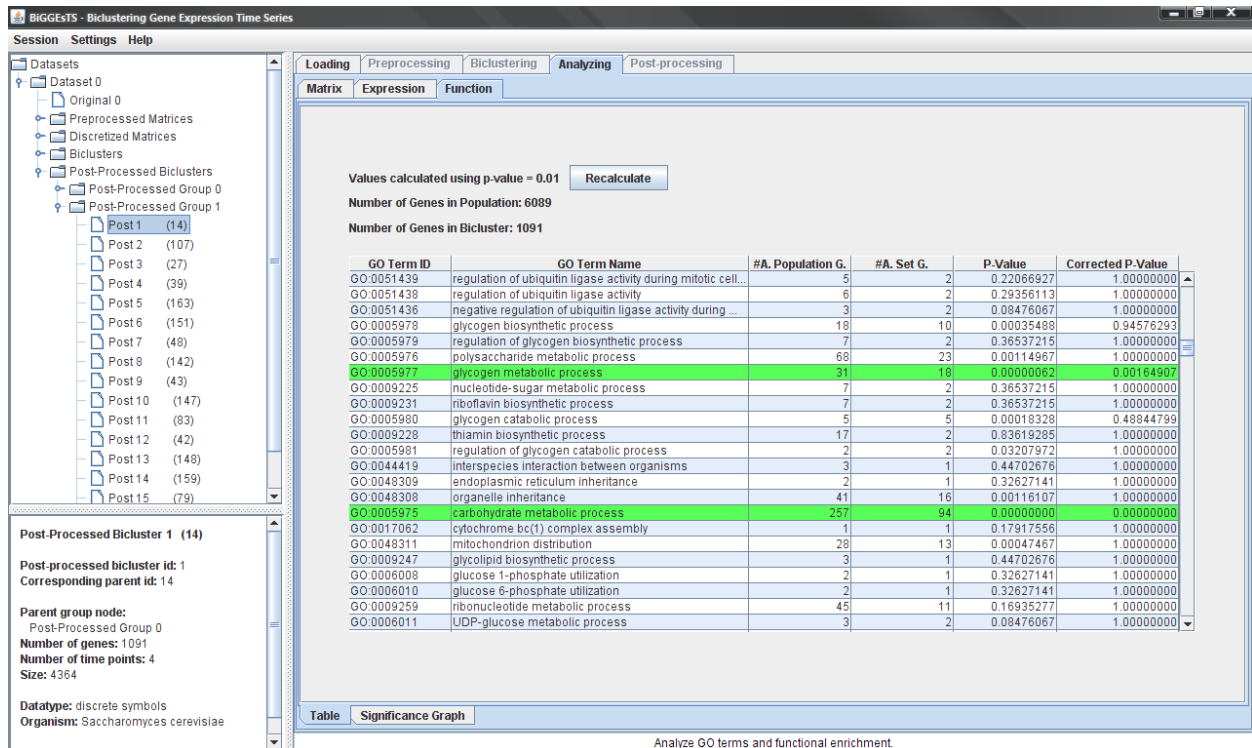 BiGGEsTS - Biclustering Gene Expression Time Series
Session Settings Help
Datasets
Dataset 0
Original 0
Preprocessed Matrices
Discretized Matrices
Biclusters
Post-Processed Biclusters
Post-Processed Group 0
Post-Processed Group 1
Post 1 (14)
Post 2 (107)
Post 3 (27)
Post 4 (39)
Post 5 (163)
Post 6 (151)
Post 7 (48)
Post 8 (142)
Post 9 (43)
Post 10 (147)
Post 11 (83)
Post 12 (42)
Post 13 (148)
Post 14 (159)
Post 15 (79)
Post-Processed Bicluster 1 (14)
Post-processed bicluster id: 1
Corresponding parent id: 14
Parent group node:
Post-Processed Group 0
Number of genes: 1091
Number of time points: 4
Size: 4364
Datatype: discrete symbols
Organism: Saccharomyces cerevisiae
Loading Preprocessing Biclustering Analyzing Post-processing
Matrix Expression Function
Values calculated using p-value = 0.01 Recalculate
Number of Genes in Population: 6089
Number of Genes in Bicluster: 1091
GO Term ID GO Term Name #A. Population G. #A. Set G. P-Value Corrected P-Value
GO:0051439 regulation of ubiquitin ligase activity during mitotic cell... 5 2 0.22066927 1.00000000
GO:0051438 regulation of ubiquitin ligase activity 6 2 0.29356113 1.00000000
GO:0051436 negative regulation of ubiquitin ligase activity during ... 3 2 0.08476067 1.00000000
GO:0005978 glycogen biosynthetic process 18 10 0.00035488 0.94576293
GO:0005979 regulation of glycogen biosynthetic process 7 2 0.36537215 1.00000000
GO:0005976 polysaccharide metabolic process 68 23 0.00114967 1.00000000
GO:0005977 glycogen metabolic process 31 18 0.00000062 0.00164907
GO:0009225 nucleotide-sugar metabolic process 7 2 0.36537215 1.00000000
GO:0009231 riboflavin biosynthetic process 7 2 0.36537215 1.00000000
GO:0005980 glycogen catabolic process 5 5 0.00018328 0.48844799
GO:0009228 thiamin biosynthetic process 17 2 0.83619285 1.00000000
GO:0005981 regulation of glycogen catabolic process 2 2 0.03207972 1.00000000
GO:0044419 interspecies interaction between organisms 3 1 0.44702676 1.00000000
GO:0048309 endoplasmic reticulum inheritance 2 1 0.32627141 1.00000000
GO:0048308 organelle inheritance 41 16 0.00116107 1.00000000
GO:0005975 carbohydrate metabolic process 257 94 0.00000000 0.00000000
GO:0017062 cytochrome bc(1) complex assembly 1 1 0.17917556 1.00000000
GO:0048311 mitochondrion distribution 28 13 0.00047467 1.00000000
GO:0009247 glycolipid biosynthetic process 3 1 0.44702676 1.00000000
GO:0006008 glucose 1-phosphate utilization 2 1 0.32627141 1.00000000
GO:0006010 glucose 6-phosphate utilization 2 1 0.32627141 1.00000000
GO:0009259 ribonucleotide metabolic process 45 11 0.16935277 1.00000000
GO:0006011 UDP-glucose metabolic process 3 2 0.08476067 1.00000000
Table Significance Graph
Analyze GO terms and functional enrichment.